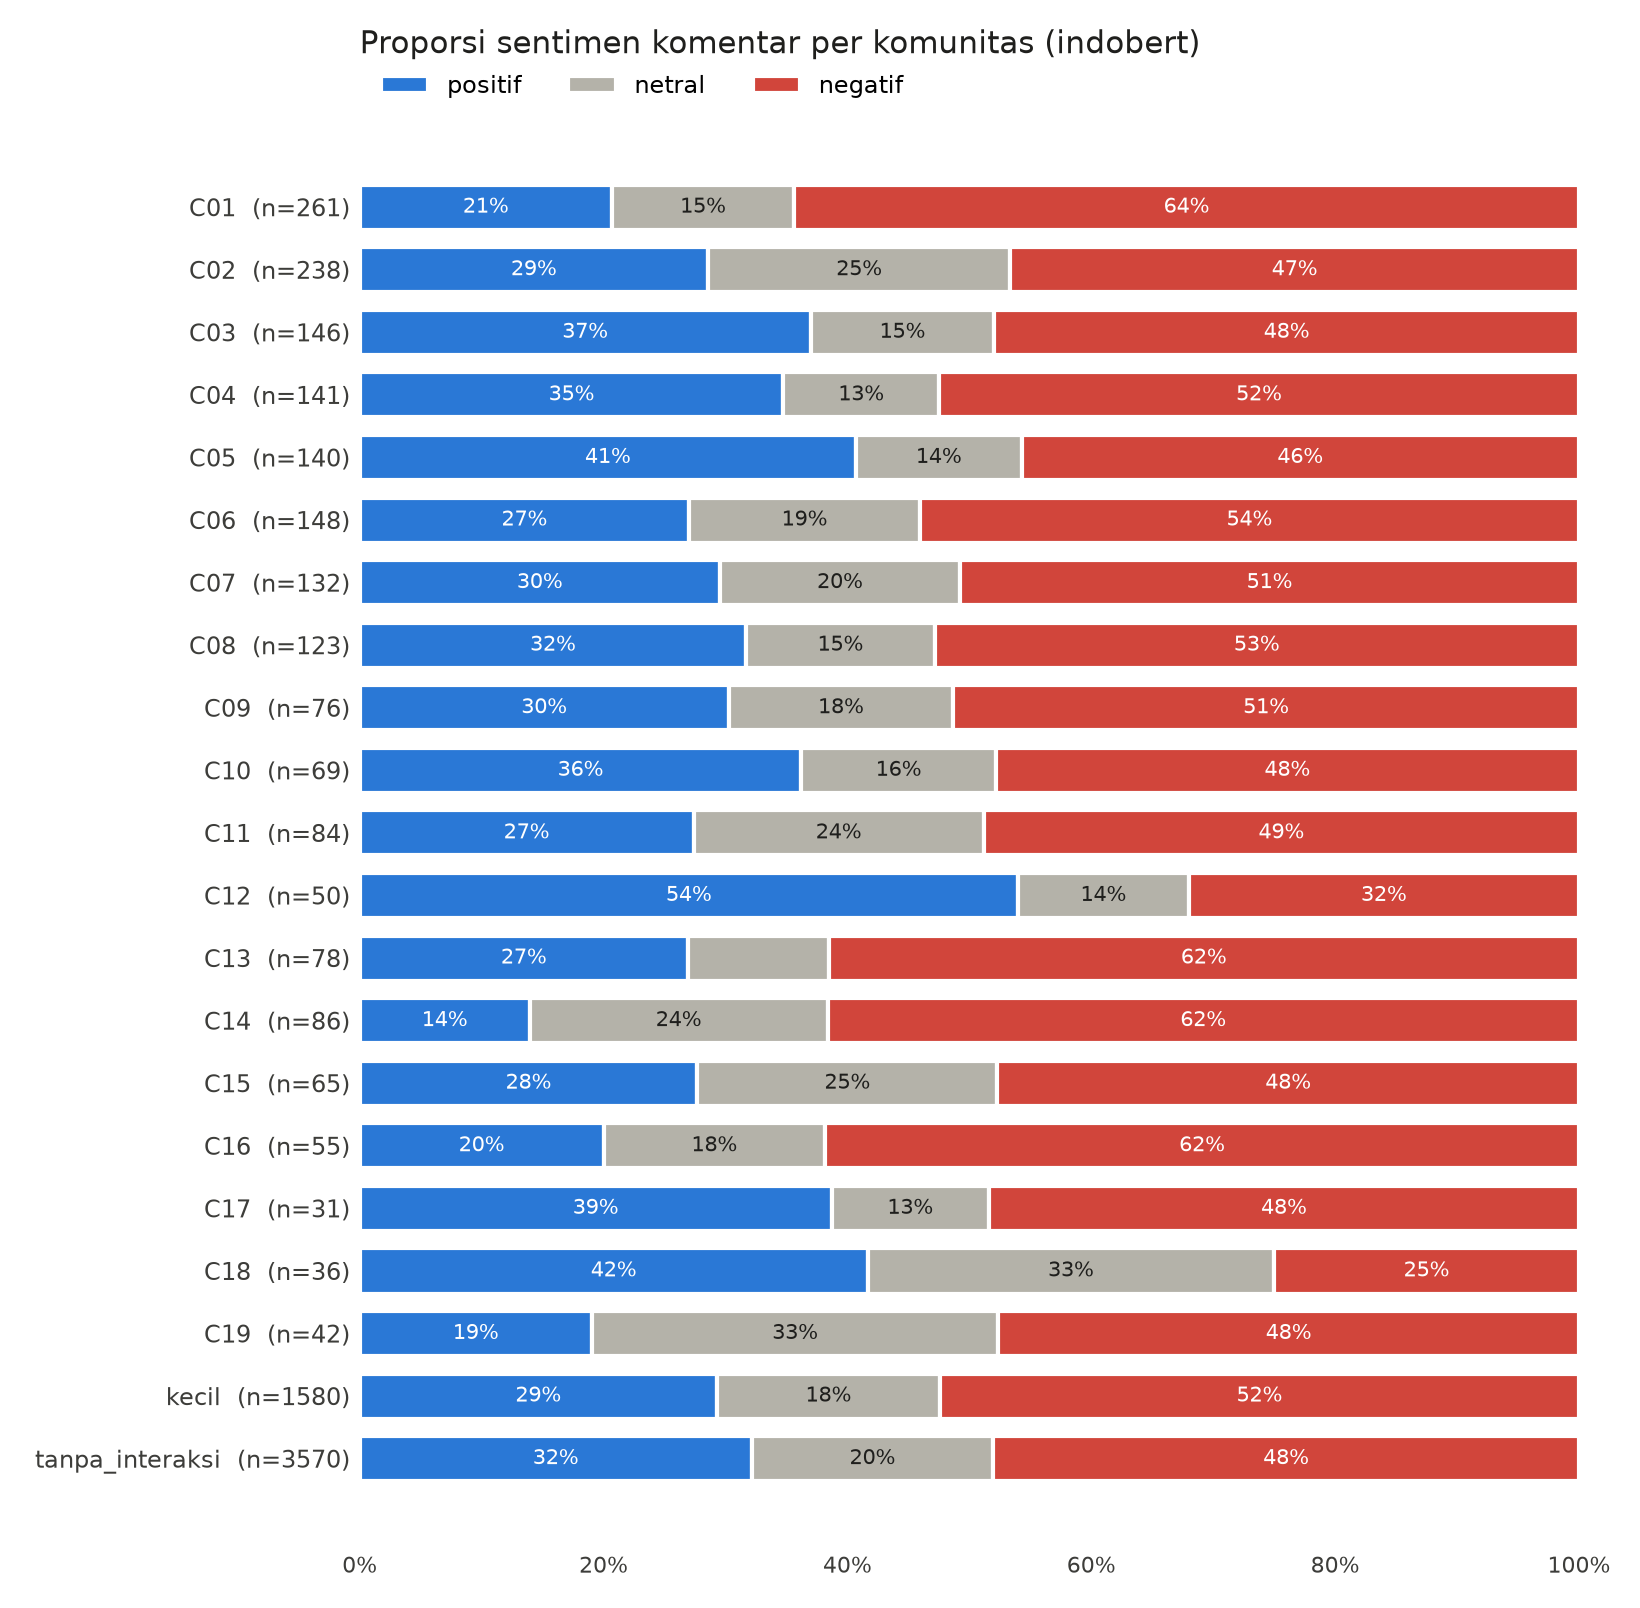 Proporsi sentimen komentar per komunitas (indobert)
positif netral negatif
C01 (n=261) 21% 15% 64%
C02 (n=238) 29% 25% 47%
C03 (n=146) 37% 15% 48%
C04 (n=141) 35% 13% 52%
C05 (n=140) 41% 14% 46%
C06 (n=148) 27% 19% 54%
C07 (n=132) 30% 20% 51%
C08 (n=123) 32% 15% 53%
C09 (n=76) 30% 18% 51%
C10 (n=69) 36% 16% 48%
C11 (n=84) 27% 24% 49%
C12 (n=50) 54% 14% 32%
C13 (n=78) 27% 62%
C14 (n=86) 14% 24% 62%
C15 (n=65) 28% 25% 48%
C16 (n=55) 20% 18% 62%
C17 (n=31) 39% 13% 48%
C18 (n=36) 42% 33% 25%
C19 (n=42) 19% 33% 48%
kecil (n=1580) 29% 18% 52%
tanpa_interaksi (n=3570) 32% 20% 48%
0% 20% 40% 60% 80% 100%